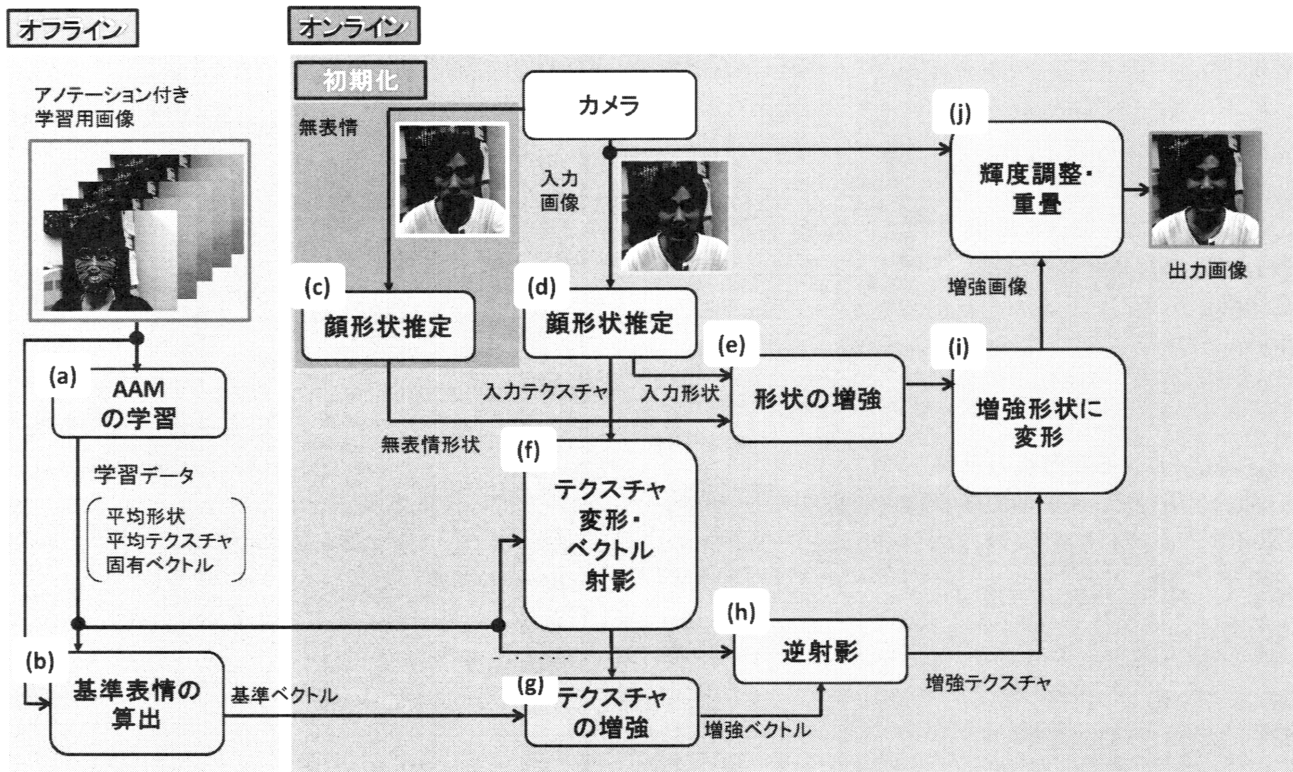 オフライン
オンライン
アノテーション付き
学習用画像
(a)
AAM
の学習
学習データ
平均形状
平均テクスチャ
固有ベクトル
(b)
基準表情の
算出
基準ベクトル
初期化
無表情
カメラ
入力
画像
(c)
顔形状推定
(d)
顔形状推定
入力テクスチャ
入力形状
無表情形状
(e)
形状の増強
(f)
テクスチャ
変形・
ベクトル
射影
(g)
テクスチャ
の増強
増強ベクトル
(h)
逆射影
増強テクスチャ
(i)
増強形状に
変形
増強画像
(j)
輝度調整・
重畳
出力画像